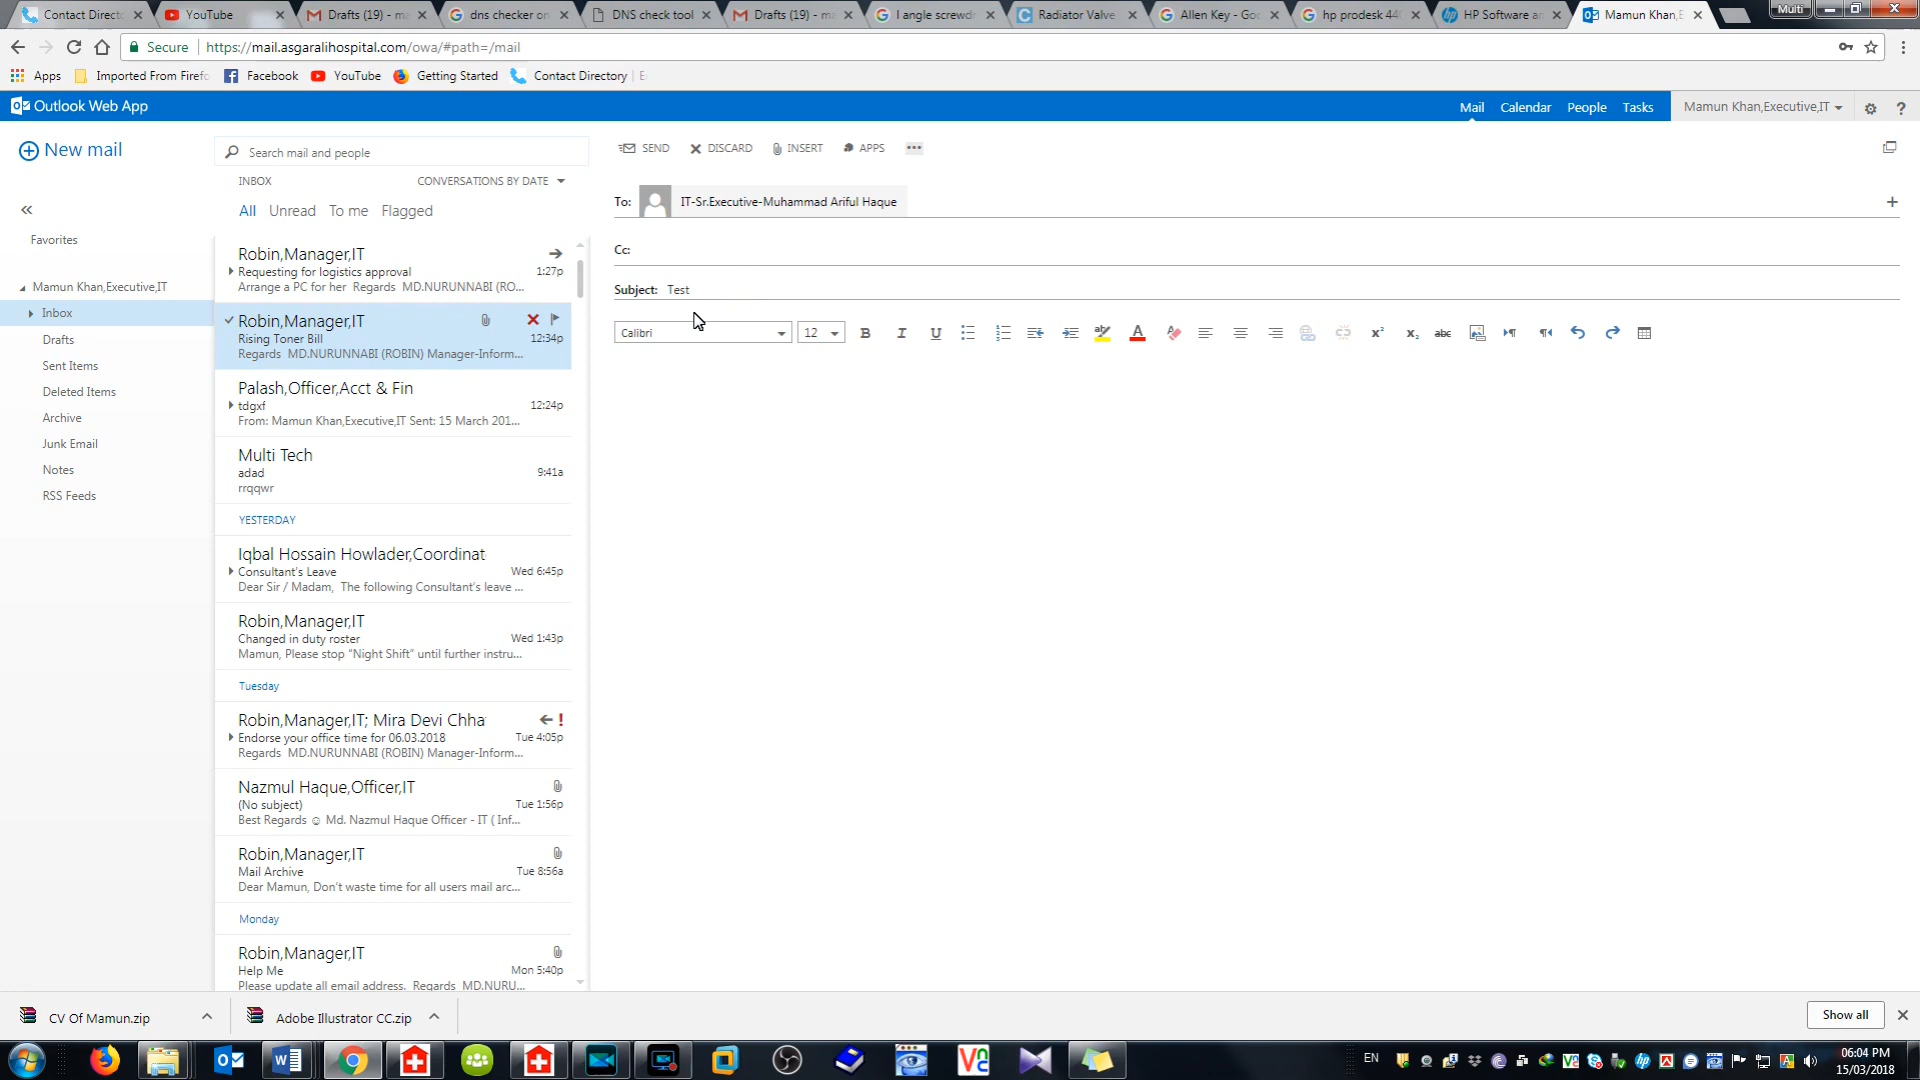 Contact Directo
YouTube
Drafts (19) - ma
dns checker on
DNS check tool
Drafts (19) - ma
l angle screwdr
Radiator Valve
Allen Key - Goo
hp prodesk 440
HP Software an
Mamun Khan,E
Multi
Secure
https://mail.asgaralihospital.com/owa/#path=/mail
Apps
Imported From Firefo
Facebook
YouTube
Getting Started
Contact Directory | E
Outlook Web App
Mail
Calendar
People
Tasks
Mamun Khan,Executive,IT
?
New mail
Search mail and people
SEND
DISCARD
INSERT
APPS
INBOX
CONVERSATIONS BY DATE
All
Unread
To me
Flagged
To:
IT-Sr.Executive-Muhammad Ariful Haque
Cc:
Subject: Test
Calibri
12
B
I
U
Favorites
Mamun Khan,Executive,IT
Inbox
Drafts
Sent Items
Deleted Items
Archive
Junk Email
Notes
RSS Feeds
Robin,Manager,IT
Requesting for logistics approval
1:27p
Arrange a PC for her Regards MD.NURUNNABI (RO...
Robin,Manager,IT
Rising Toner Bill
12:34p
Regards MD.NURUNNABI (ROBIN) Manager-Inform...
Palash,Officer,Acct & Fin
tdgxf
12:24p
From: Mamun Khan,Executive,IT Sent: 15 March 201...
Multi Tech
adad
9:41a
rrqqwr
YESTERDAY
Iqbal Hossain Howlader,Coordinat
Consultant's Leave
Wed 6:45p
Dear Sir / Madam, The following Consultant's leave ...
Robin,Manager,IT
Changed in duty roster
Wed 1:43p
Mamun, Please stop "Night Shift" until further instru...
Tuesday
Robin,Manager,IT; Mira Devi Chha
Endorse your office time for 06.03.2018
Tue 4:05p
Regards MD.NURUNNABI (ROBIN) Manager-Inform...
Nazmul Haque,Officer,IT
(No subject)
Tue 1:56p
Best Regards ☺ Md. Nazmul Haque Officer - IT ( Inf...
Robin,Manager,IT
Mail Archive
Tue 8:56a
Dear Mamun, Don't waste time for all users mail arc...
Monday
Robin,Manager,IT
Help Me
Mon 5:40p
Please update all email address. Regards MD.NURU...
CV Of Mamun.zip
Adobe Illustrator CC.zip
Show all
EN
06:04 PM
15/03/2018